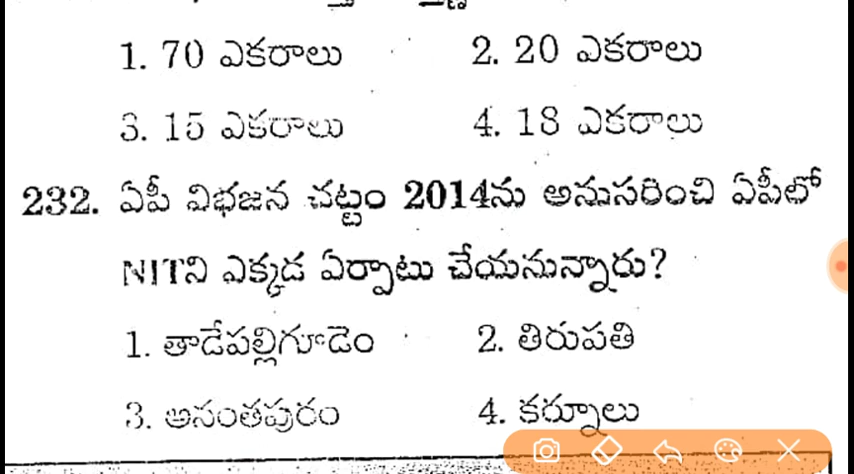 1. 70 ఎకరాలు 2. 20 ఎకరాలు
3. 15 ఎకరాలు 4. 18 ఎకరాలు
232. ఏపీ విభజన చట్టం 2014ను అనుసరించి ఏపీలో
NITని ఎక్కడ ఏర్పాటు చేయనున్నారు?
1. తాడేపల్లిగూడెం 2. తిరుపతి
3. అనంతపురం 4. కర్నూలు